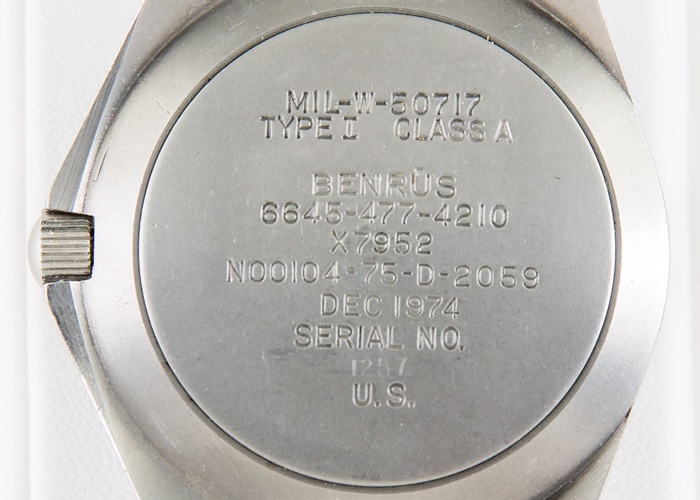 MIL-W-50717
TYPE I CLASS A
BENRUS
6645-477-4210
X7952
N00104-75-D-2059
DEC 1974
SERIAL NO.
1257
U.S.